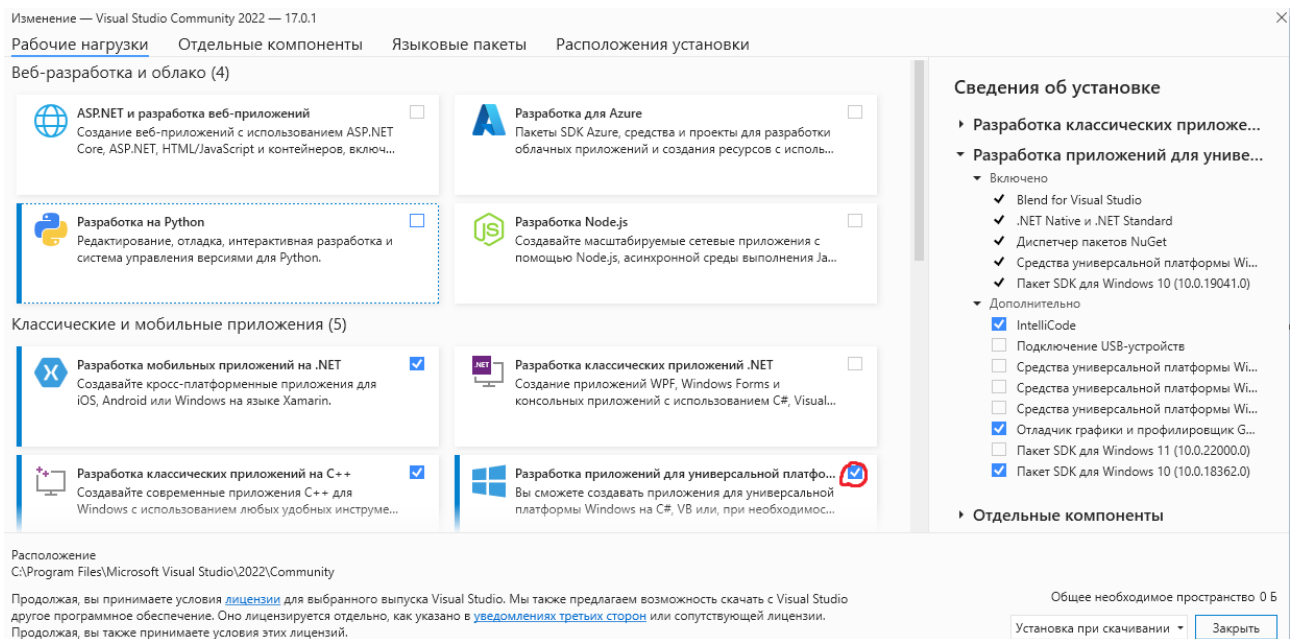 Изменение — Visual Studio Community 2022 — 17.0.1
Рабочие нагрузки
Отдельные компоненты
Языковые пакеты
Расположения установки
Веб-разработка и облако (4)
ASP.NET и разработка веб-приложений
Создание веб-приложений с использованием ASP.NET
Core, ASP.NET, HTML/JavaScript и контейнеров, включ...
Разработка для Azure
Пакеты SDK Azure, средства и проекты для разработки
облачных приложений и создания ресурсов с исполь...
Разработка на Python
Редактирование, отладка, интерактивная разработка и
система управления версиями для Python.
JS
Разработка Node.js
Создавайте масштабируемые сетевые приложения с
помощью Node.js, асинхронной среды выполнения Ja...
Классические и мобильные приложения (5)
Разработка мобильных приложений на .NET
Создавайте кросс-платформенные приложения для
iOS, Android или Windows на языке Xamarin.
.NET
Разработка классических приложений .NET
Создание приложений WPF, Windows Forms и
консольных приложений с использованием C#, Visual...
Разработка классических приложений на C++
Создавайте современные приложения C++ для
Windows с использованием любых удобных инструме...
Разработка приложений для универсальной платфо...
Вы сможете создавать приложения для универсальной
платформы Windows на C#, VB или, при необходимос...
Сведения об установке
Разработка классических приложе...
Разработка приложений для униве...
Включено
Blend for Visual Studio
.NET Native и .NET Standard
Диспетчер пакетов NuGet
Средства универсальной платформы Wi...
Пакет SDK для Windows 10 (10.0.19041.0)
Дополнительно
IntelliCode
Подключение USB-устройств
Средства универсальной платформы Wi...
Средства универсальной платформы Wi...
Средства универсальной платформы Wi...
Отладчик графики и профилировщик G...
Пакет SDK для Windows 11 (10.0.22000.0)
Пакет SDK для Windows 10 (10.0.18362.0)
Отдельные компоненты
Расположение
C:\Program Files\Microsoft Visual Studio\2022\Community
Продолжая, вы принимаете условия лицензии для выбранного выпуска Visual Studio. Мы также предлагаем возможность скачать с Visual Studio
другое программное обеспечение. Оно лицензируется отдельно, как указано в уведомлениях третьих сторон или сопутствующей лицензии.
Продолжая, вы также принимаете условия этих лицензий.
Общее необходимое пространство 0 Б
Установка при скачивании
Закрыть